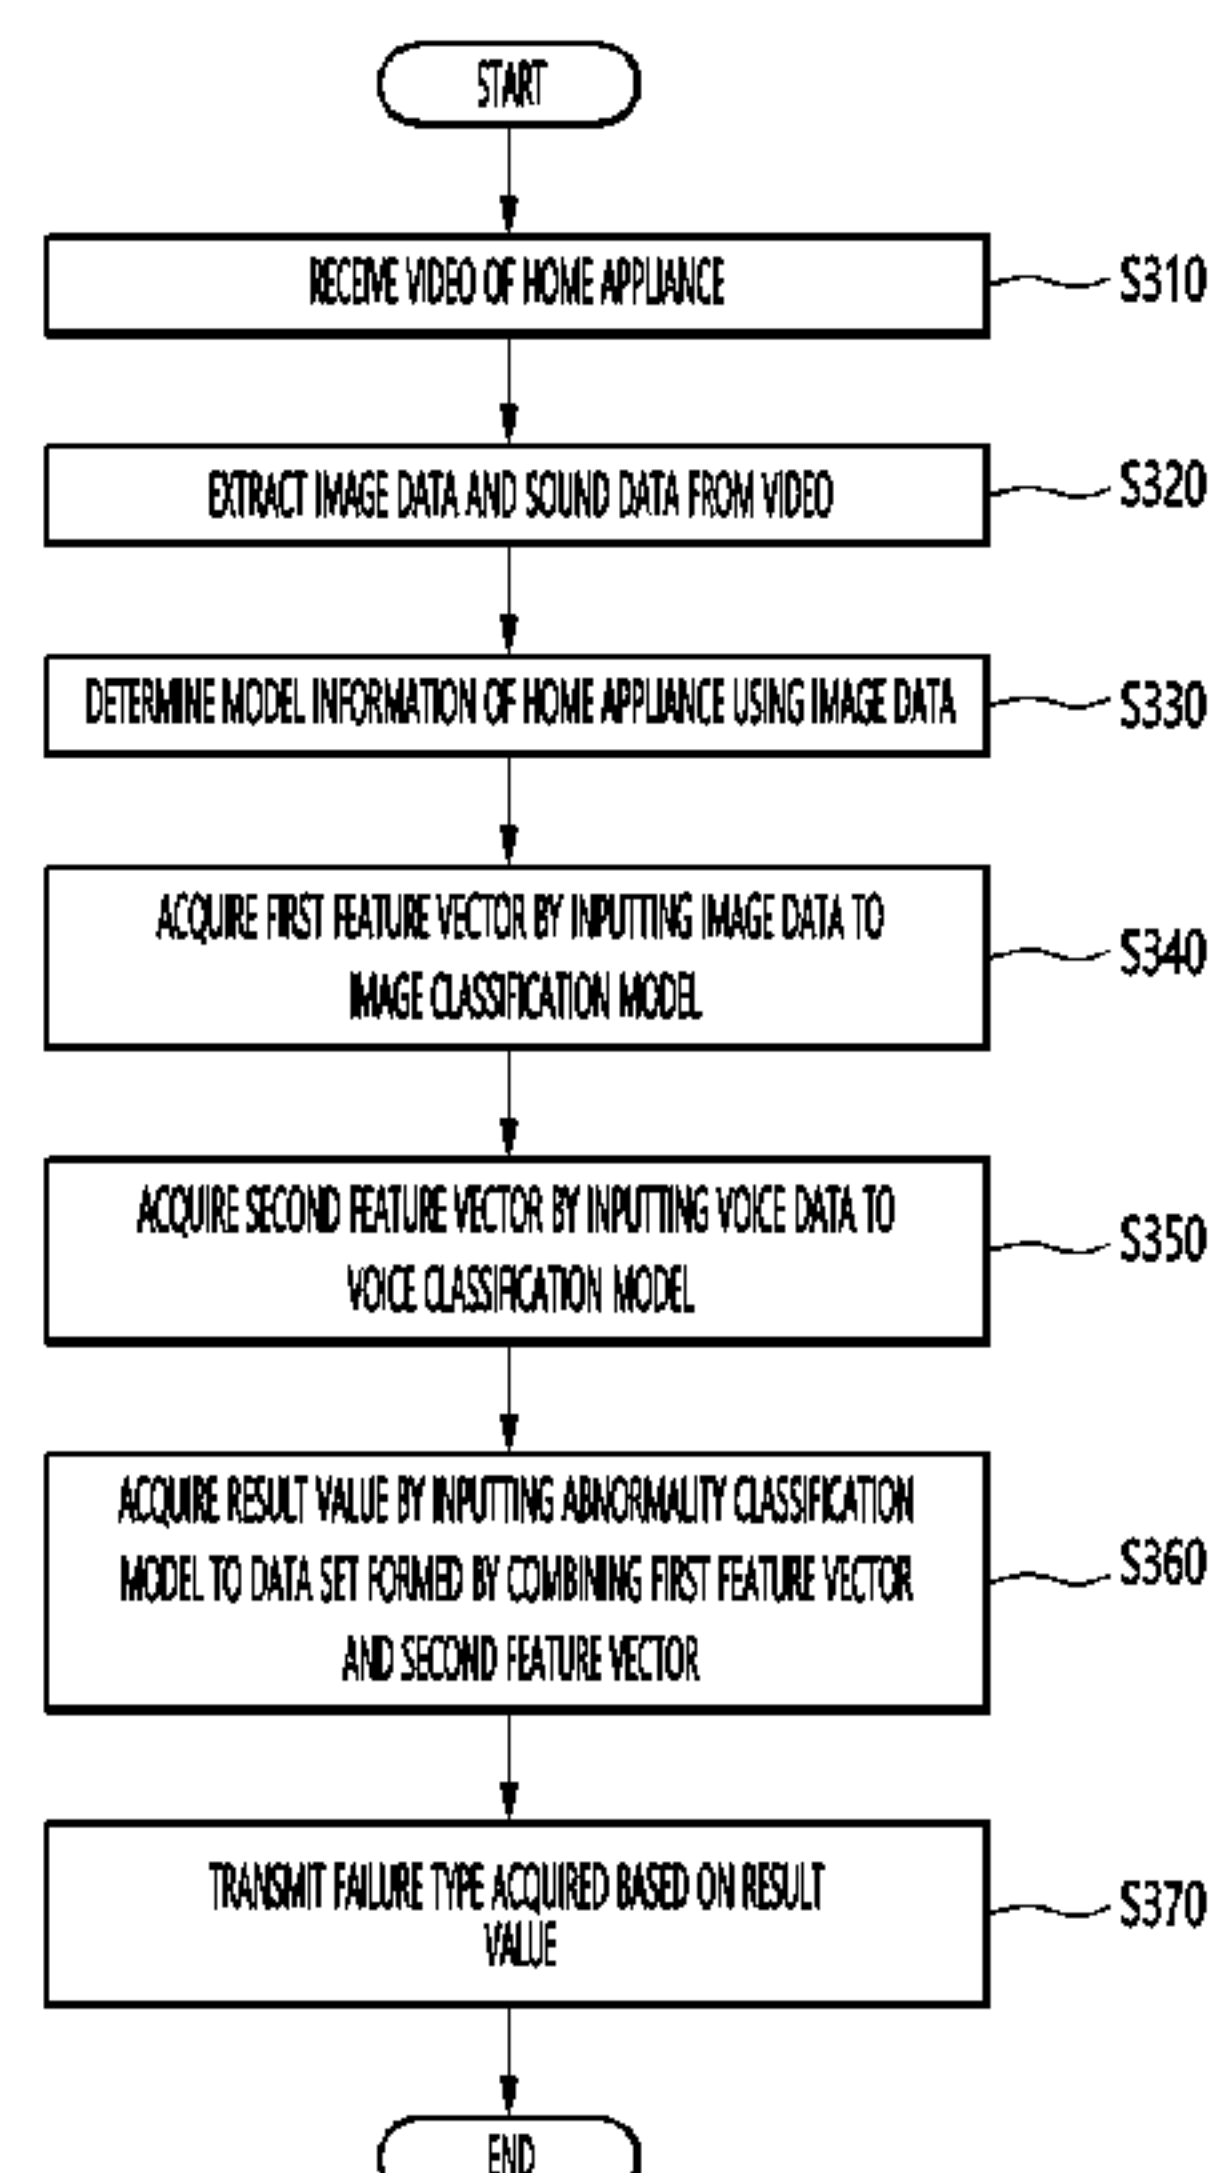 START
RECEIVE VIDEO OF HOME APPLIANCE
S310
EXTRACT IMAGE DATA AND SOUND DATA FROM VIDEO
S320
DETERMINE MODEL INFORMATION OF HOME APPLIANCE USING IMAGE DATA
S330
ACQUIRE FIRST FEATURE VECTOR BY INPUTTING IMAGE DATA TO
IMAGE CLASSIFICATION MODEL
S340
ACQUIRE SECOND FEATURE VECTOR BY INPUTTING VOICE DATA TO
VOICE CLASSIFICATION MODEL
S350
ACQUIRE RESULT VALUE BY INPUTTING ABNORMALITY CLASSIFICATION
MODEL TO DATA SET FORMED BY COMBINING FIRST FEATURE VECTOR
AND SECOND FEATURE VECTOR
S360
TRANSMIT FAILURE TYPE ACQUIRED BASED ON RESULT
VALUE
S370
END